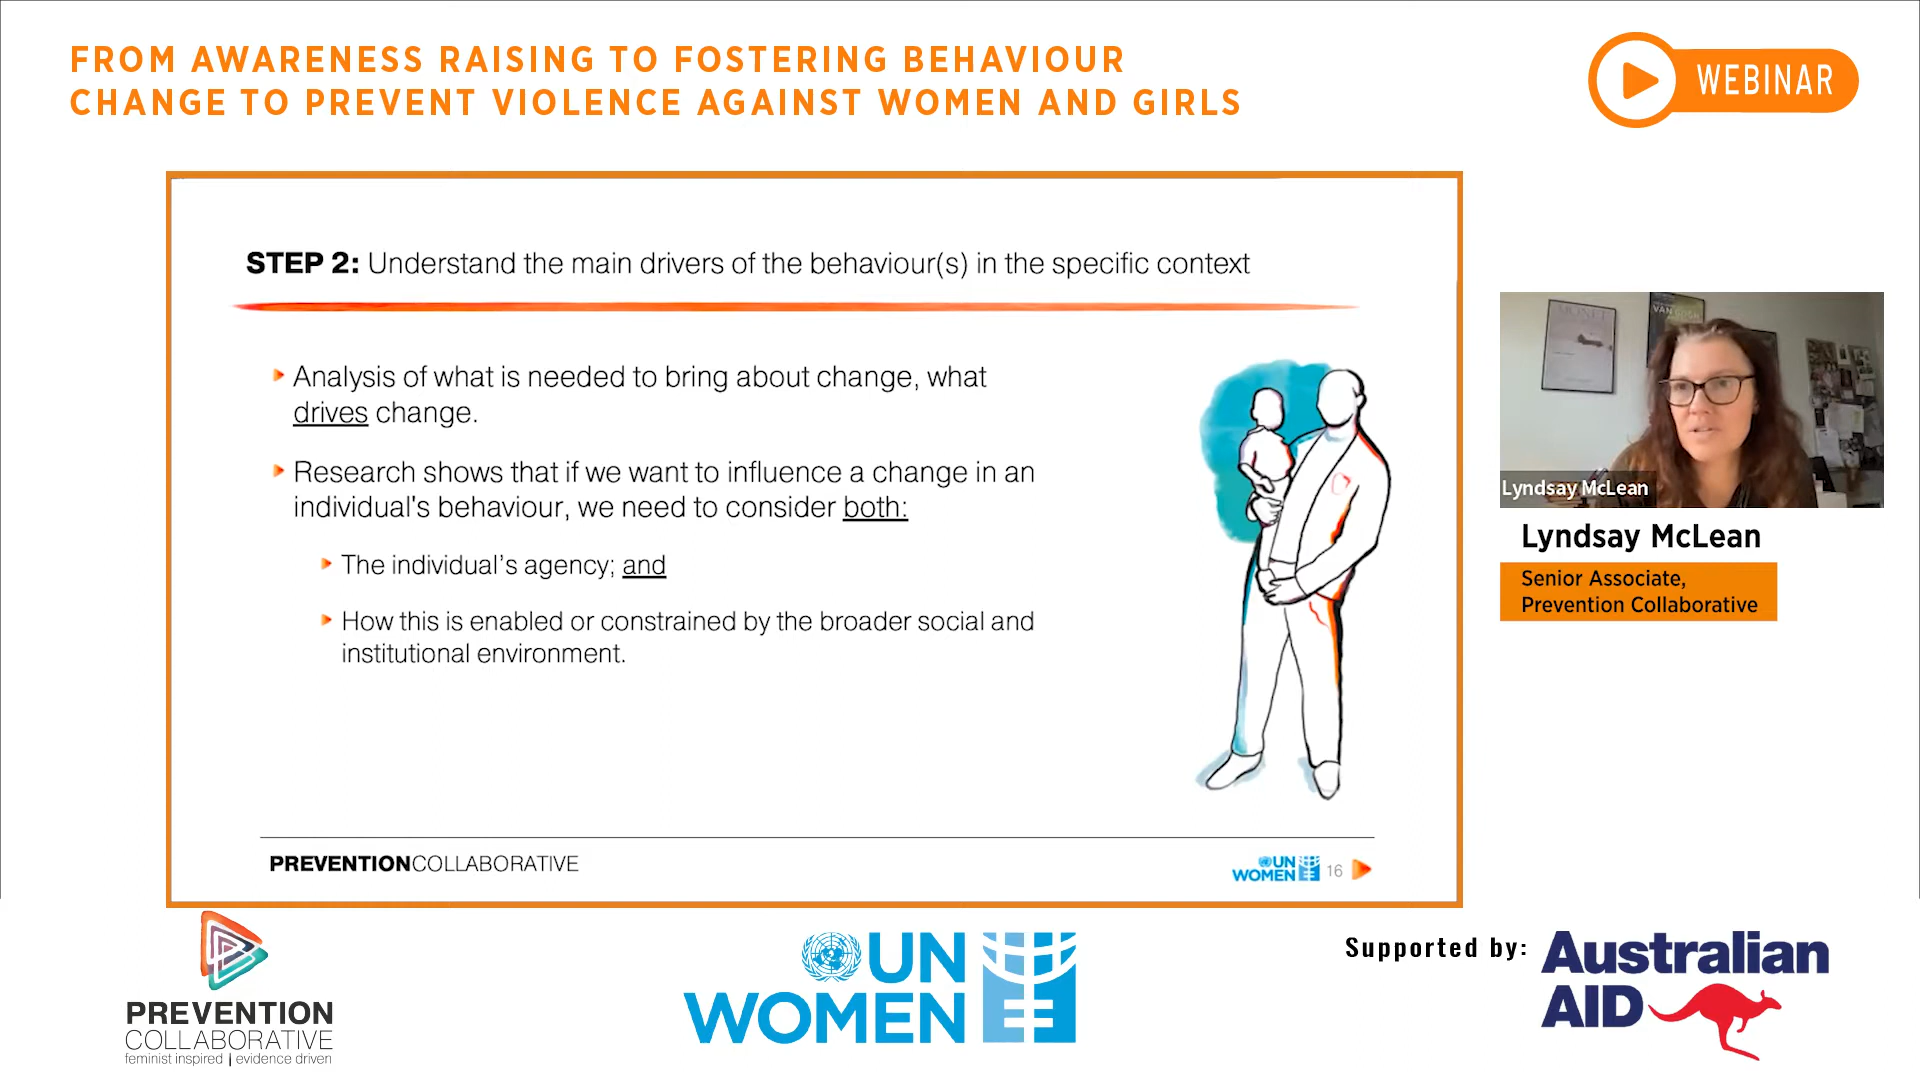 FROM AWARENESS RAISING TO FOSTERING BEHAVIOUR
CHANGE TO PREVENT VIOLENCE AGAINST WOMEN AND GIRLS
WEBINAR
STEP 2: Understand the main drivers of the behaviour(s) in the specific context
Analysis of what is needed to bring about change, what
drives change.
Research shows that if we want to influence a change in an
individual's behaviour, we need to consider both:
The individual's agency; and
How this is enabled or constrained by the broader social and
institutional environment.
PREVENTIONCOLLABORATIVE
UN
WOMEN
16
MONET
VAN GOGH
Lyndsay McLean
Lyndsay McLean
Senior Associate,
Prevention Collaborative
PREVENTION
COLLABORATIVE
feminist inspired | evidence driven
UN
WOMEN
Supported by:
Australian
AID